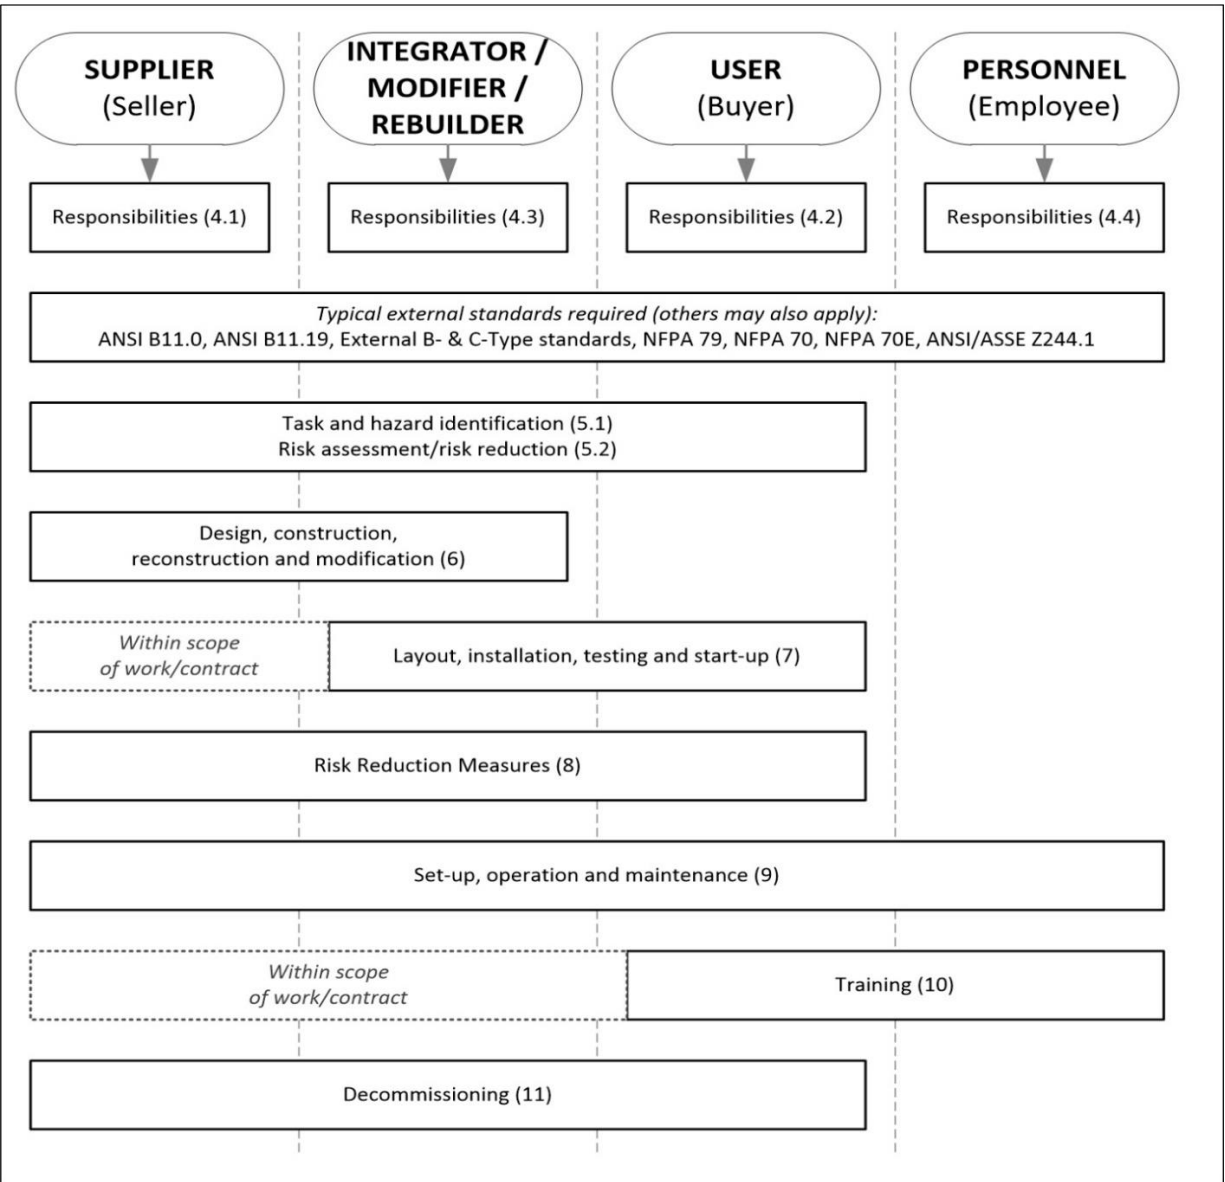 SUPPLIER
(Seller)
INTEGRATOR /
MODIFIER /
REBUILDER
USER
(Buyer)
PERSONNEL
(Employee)
Responsibilities (4.1)
Responsibilities (4.3)
Responsibilities (4.2)
Responsibilities (4.4)
Typical external standards required (others may also apply):
ANSI B11.0, ANSI B11.19, External B- & C-Type standards, NFPA 79, NFPA 70, NFPA 70E, ANSI/ASSE Z244.1
Task and hazard identification (5.1)
Risk assessment/risk reduction (5.2)
Design, construction,
reconstruction and modification (6)
Within scope
of work/contract
Layout, installation, testing and start-up (7)
Risk Reduction Measures (8)
Set-up, operation and maintenance (9)
Within scope
of work/contract
Training (10)
Decommissioning (11)